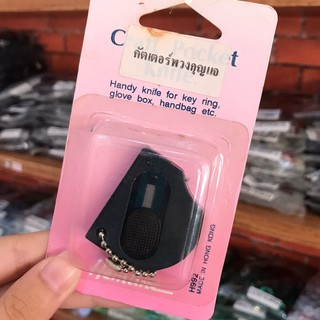 Pocket
คัตเตอร์พวงกุญแจ
Handy knife for key ring,
glove box, handbag etc.
H692
MADE IN HONG KONG